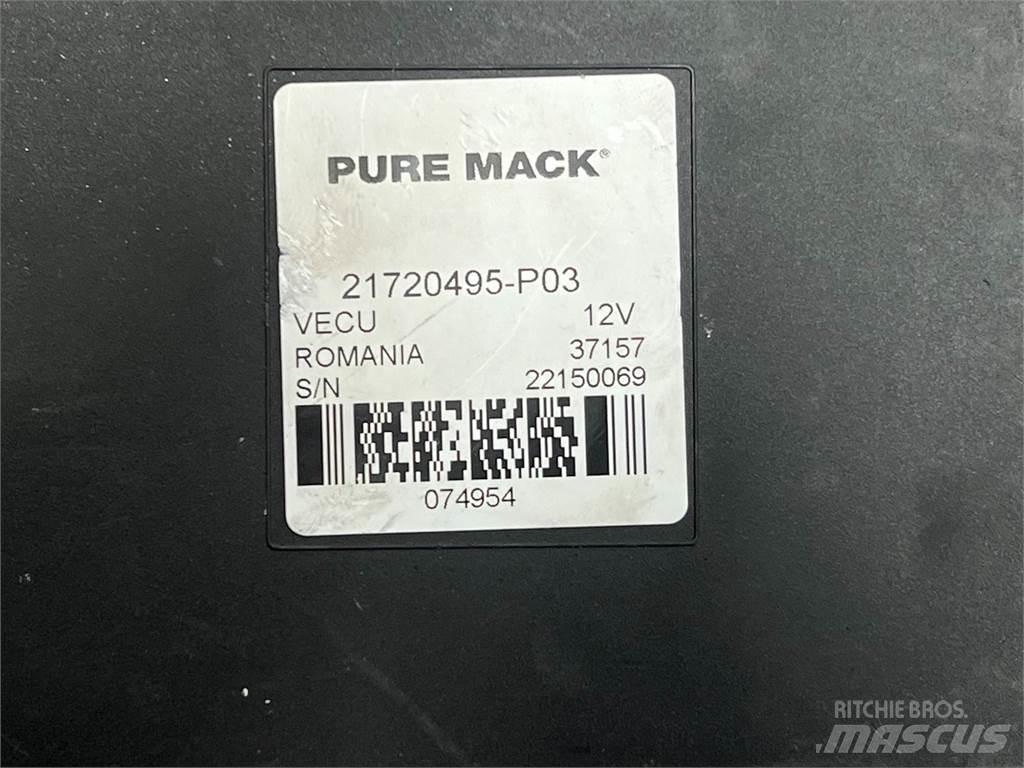 PURE MACK®
21720495-P03
VECU 12V
ROMANIA 37157
S/N 22150069
074954
RITCHIE BROS.
MASCUS